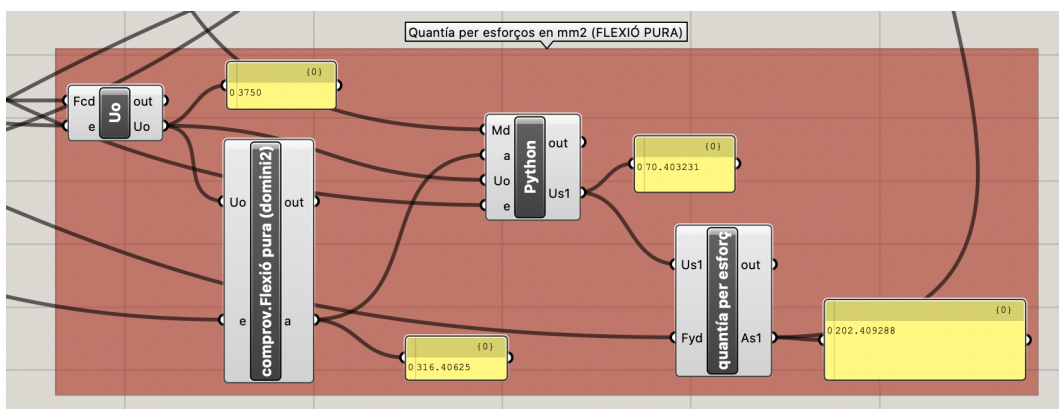 Quantía per esforços en mm2 (FLEXIÓ PURA)
Fcd
e
Uo
out
Uo
{0}
0 3750
Uo
e
comprov.Flexió pura (domini2)
out
a
{0}
0 316.40625
Md
a
Uo
e
Python
out
Us1
{0}
0 70.403231
Us1
Fyd
quantía per esforç
out
As1
{0}
0 202.409288